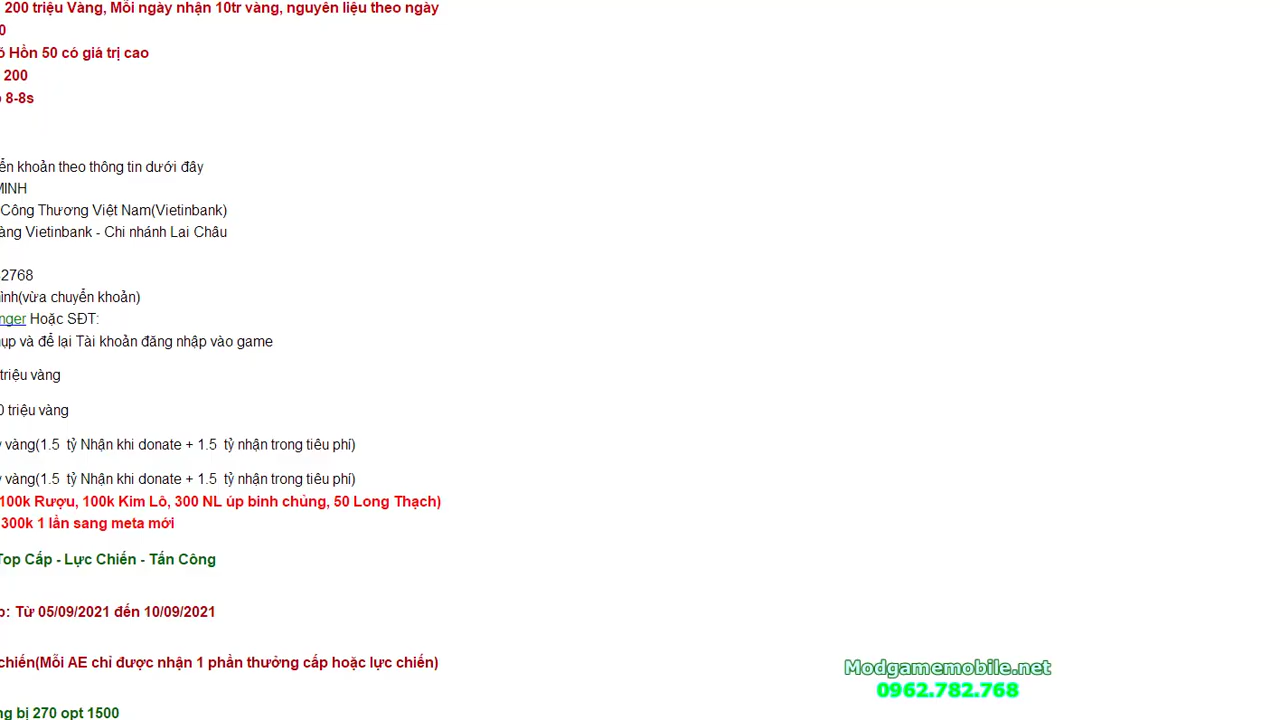 200 triệu Vàng, Mỗi ngày nhận 10tr vàng, nguyên liệu theo ngày
0
Hồn 50 có giá trị cao
200
8-8s
khoản theo thông tin dưới đây
MINH
Công Thương Việt Nam(Vietinbank)
Vietinbank - Chi nhánh Lai Châu
2768
(vừa chuyển khoản)
Hoặc SĐT:
và để lại Tài khoản đăng nhập vào game
triệu vàng
0 triệu vàng
vàng(1.5 tỷ Nhận khi donate + 1.5 tỷ nhận trong tiêu phí)
vàng(1.5 tỷ Nhận khi donate + 1.5 tỷ nhận trong tiêu phí)
100k Rượu, 100k Kim Lô, 300 NL úp binh chủng, 50 Long Thạch)
300k 1 lần sang meta mới
Top Cấp - Lực Chiến - Tấn Công
Từ 05/09/2021 đến 10/09/2021
chiến(Mỗi AE chỉ được nhận 1 phần thưởng cấp hoặc lực chiến)
Modgamemobile.net
0962.782.768
bị 270 opt 1500